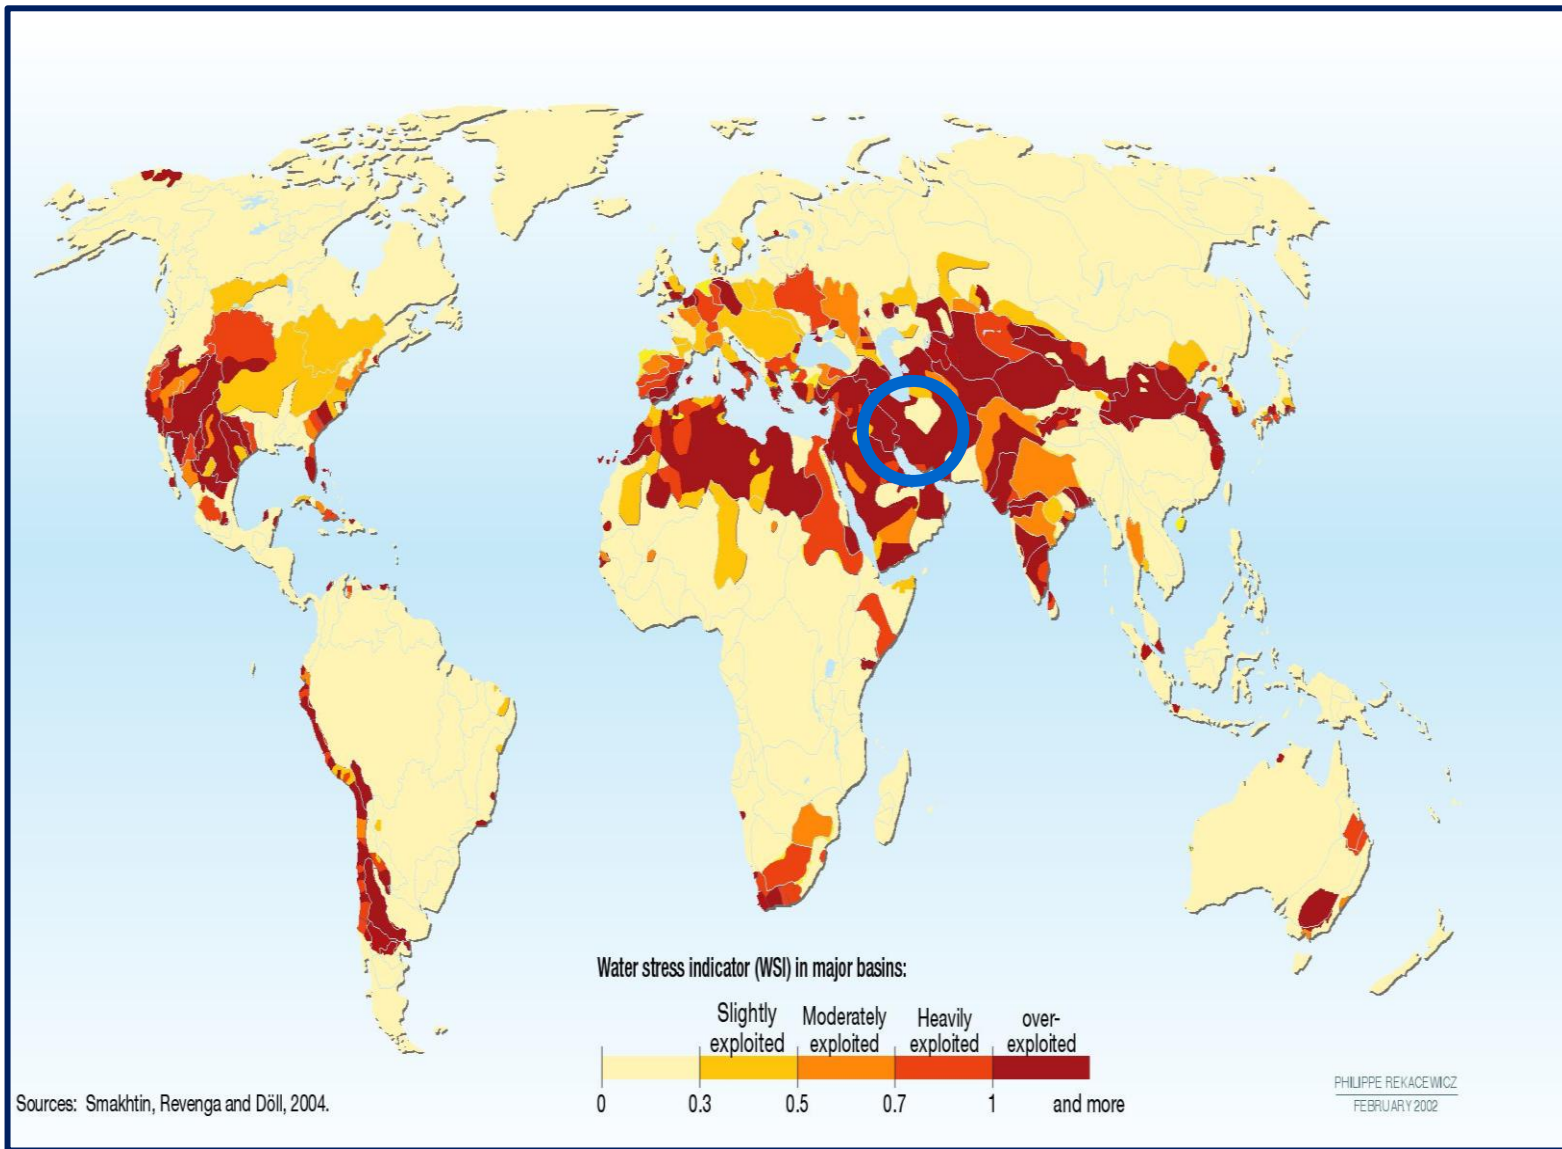 Water stress indicator (WSI) in major basins:
Slightly
exploited
Moderately
exploited
Heavily
exploited
over-
exploited
0
0.3
0.5
0.7
1
and more
Sources: Smakhtin, Revenga and Döll, 2004.
PHILIPPE REKACEWICZ
FEBRUARY 2002